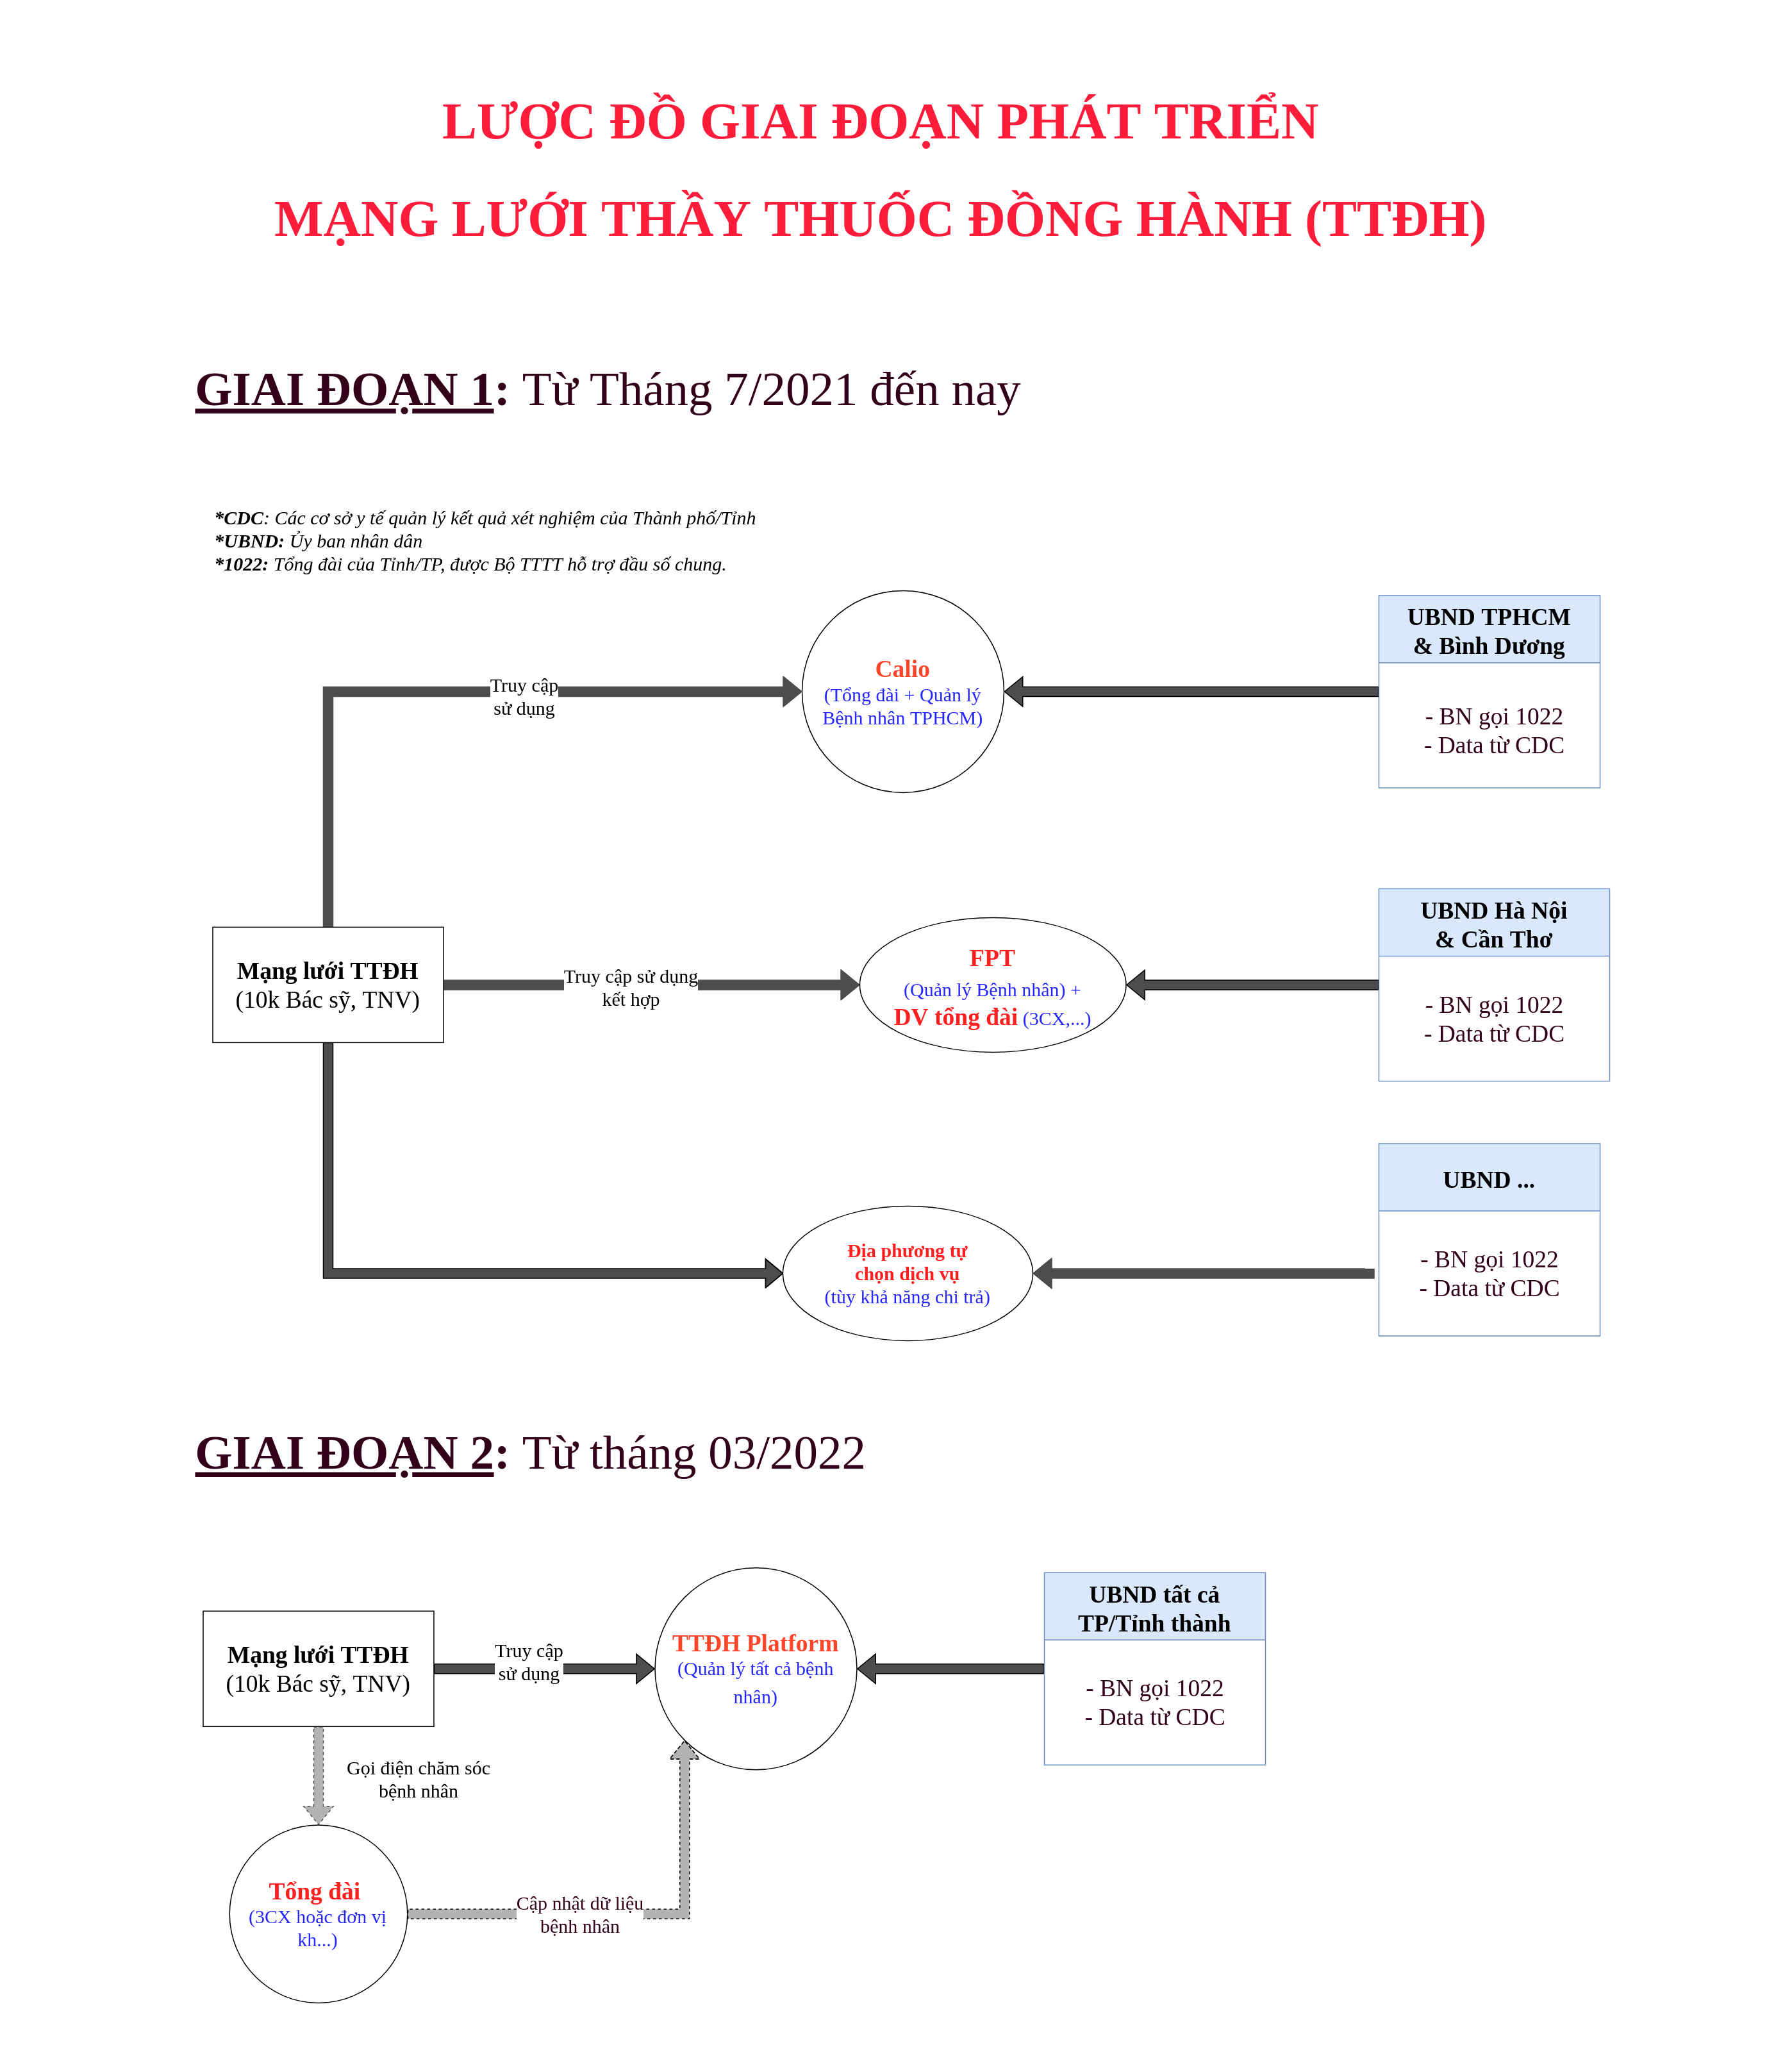 LƯỢC ĐỒ GIAI ĐOẠN PHÁT TRIỂN
MẠNG LƯỚI THẦY THUỐC ĐỒNG HÀNH (TTĐH)
GIAI ĐOẠN 1: Từ Tháng 7/2021 đến nay
*CDC: Các cơ sở y tế quản lý kết quả xét nghiệm của Thành phố/Tỉnh
*UBND: Ủy ban nhân dân
*1022: Tổng đài của Tỉnh/TP, được Bộ TTTT hỗ trợ đầu số chung.
Truy cập
sử dụng
Calio
(Tổng đài + Quản lý
Bệnh nhân TPHCM)
UBND TPHCM
& Bình Dương
- BN gọi 1022
- Data từ CDC
Mạng lưới TTĐH
(10k Bác sỹ, TNV)
Truy cập sử dụng
kết hợp
FPT
(Quản lý Bệnh nhân) +
DV tổng đài (3CX,...)
UBND Hà Nội
& Cần Thơ
- BN gọi 1022
- Data từ CDC
Địa phương tự
chọn dịch vụ
(tùy khả năng chi trả)
UBND ...
- BN gọi 1022
- Data từ CDC
GIAI ĐOẠN 2: Từ tháng 03/2022
Mạng lưới TTĐH
(10k Bác sỹ, TNV)
Truy cập
sử dụng
TTĐH Platform
(Quản lý tất cả bệnh
nhân)
UBND tất cả
TP/Tỉnh thành
- BN gọi 1022
- Data từ CDC
Gọi điện chăm sóc
bệnh nhân
Tổng đài
(3CX hoặc đơn vị
kh...)
Cập nhật dữ liệu
bệnh nhân